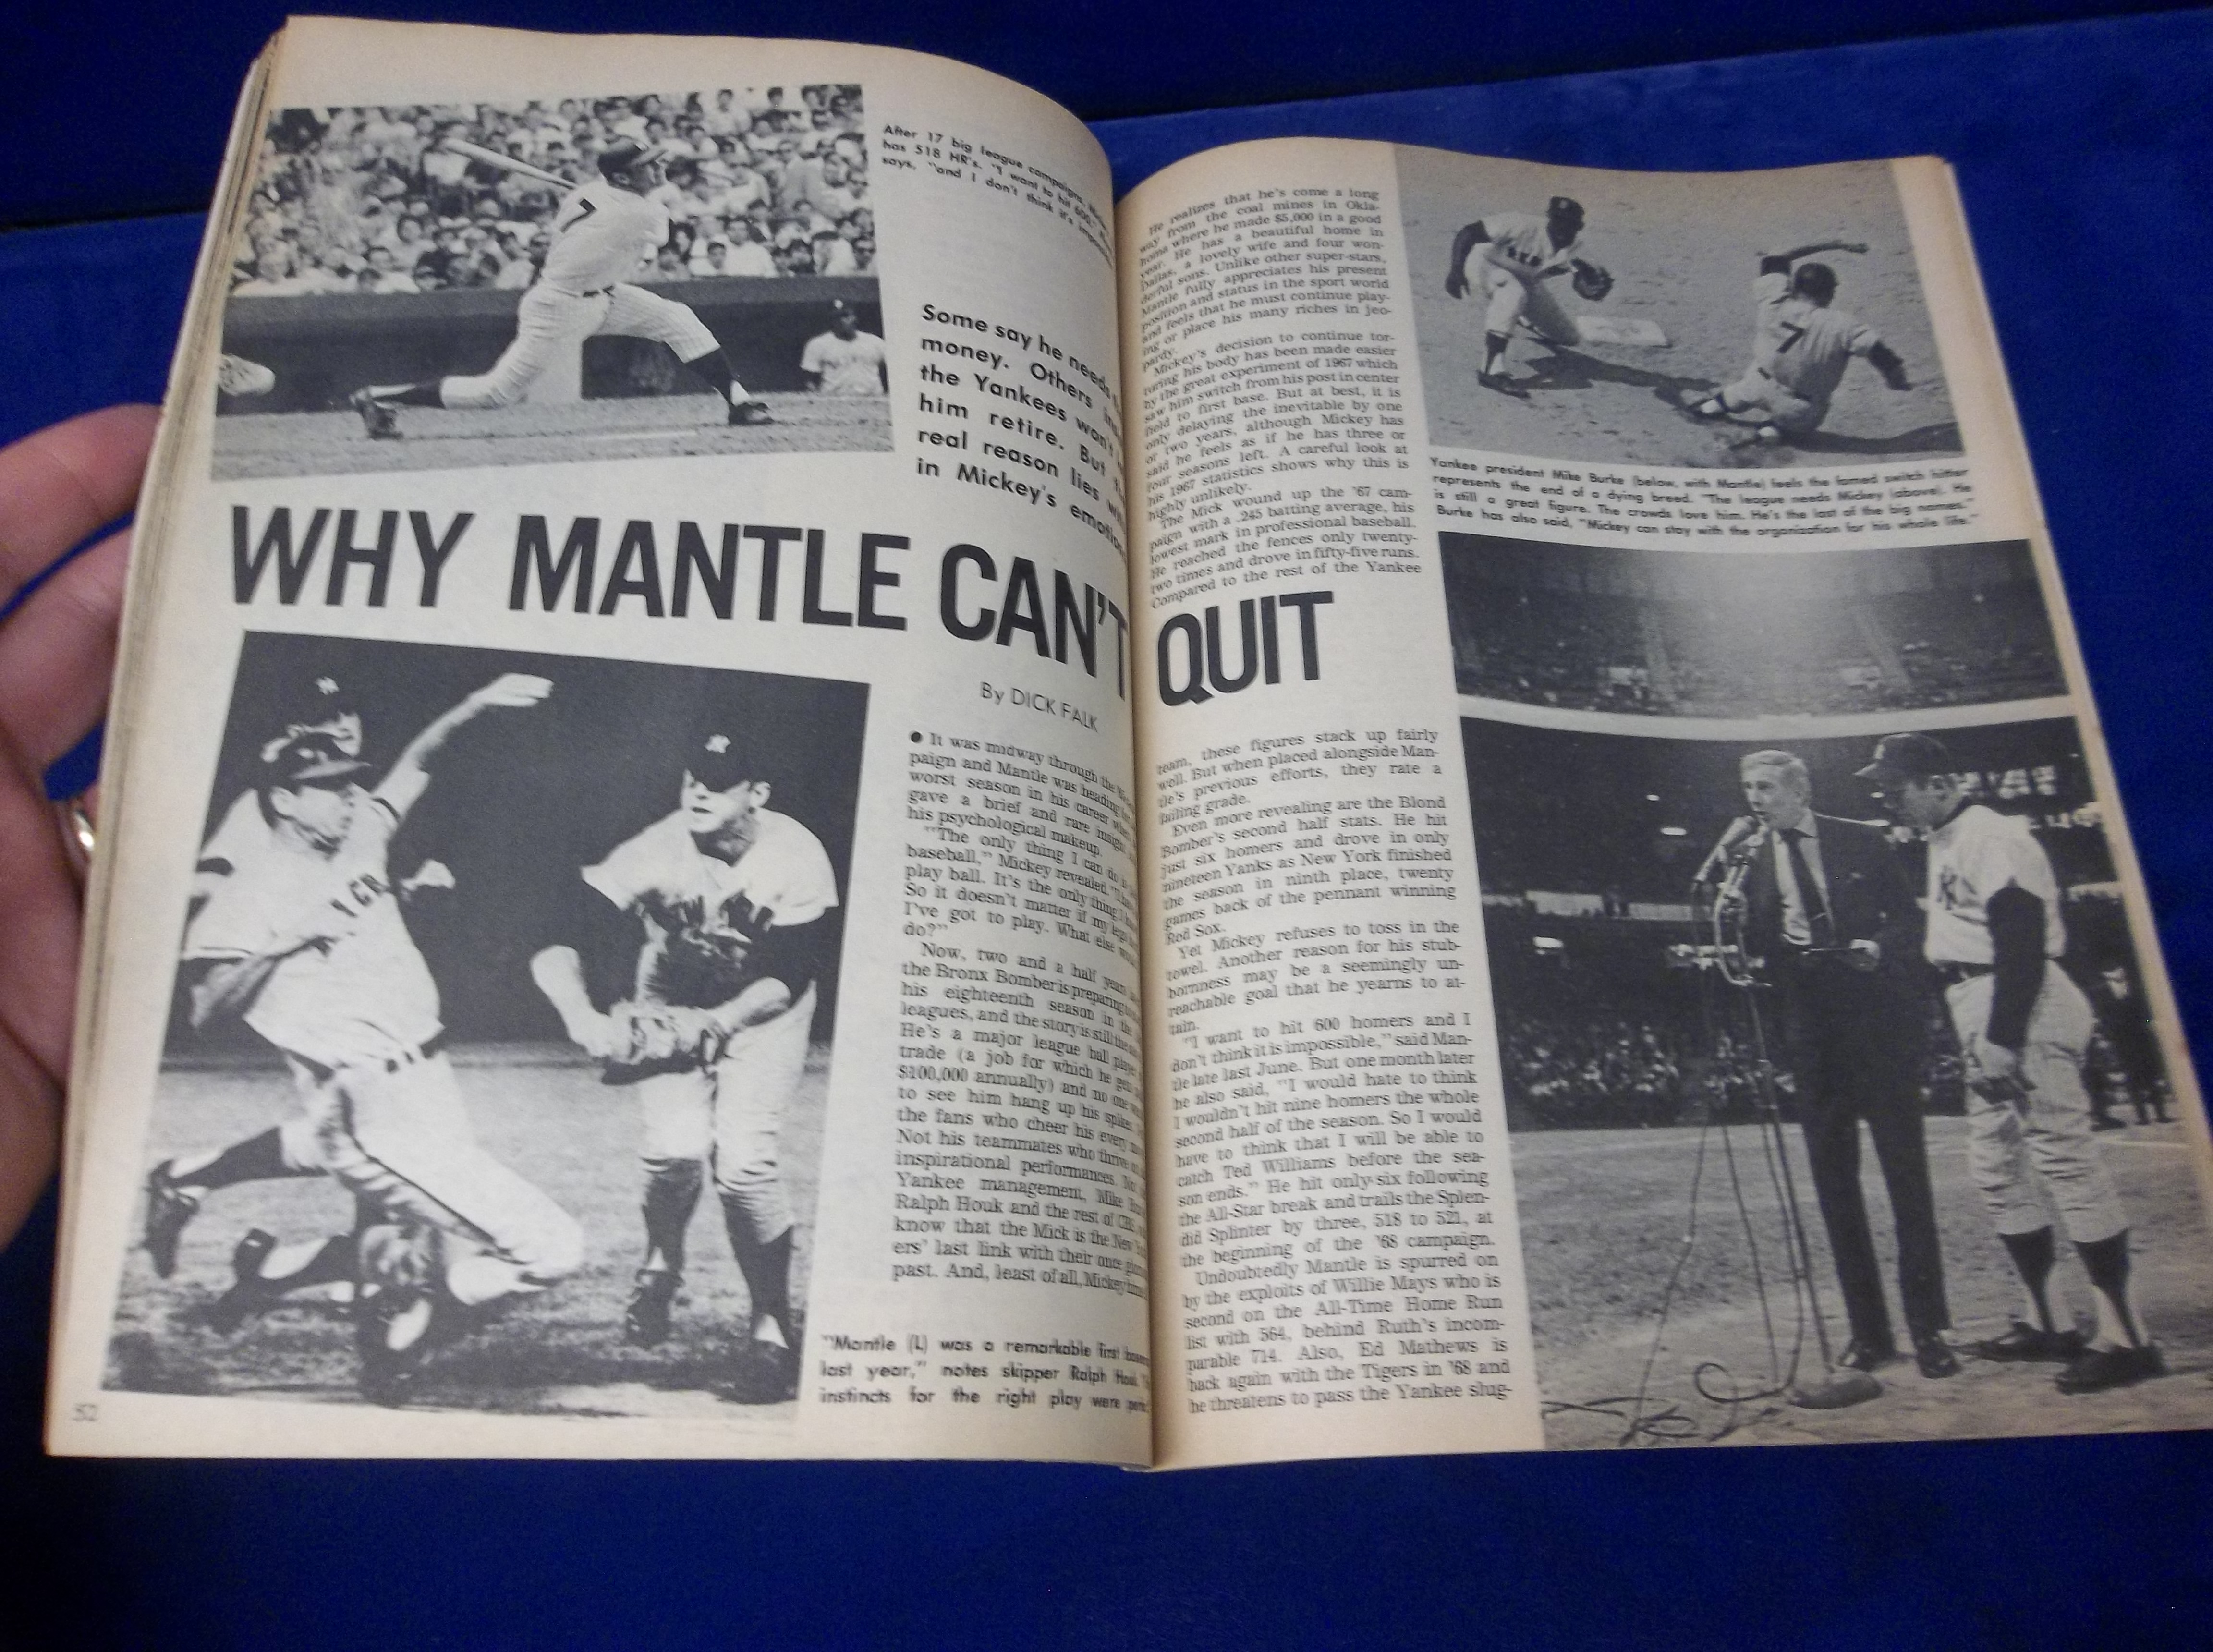 After 17 big league campaigns,
has 518 HR's. "I want to hit 600,"
says, "and I don't think it's
Some say he needs
money. Others
the Yankees won't
him retire. But
real reason lies
in Mickey's
WHY MANTLE CAN'T QUIT
By DICK FALK
● It was midway through the
paign and Mantle was heading
worst season in his career
gave a brief and rare
his psychological makeup.
"The only thing I can do is
baseball," Mickey revealed.
play ball. It's the only thing I
So it doesn't matter if my legs
I've got to play. What else
do?"
Now, two and a half years
the Bronx Bomber is preparing
his eighteenth season in the
leagues, and the story is still the
He's a major league ball player
trade (a job for which he gets
$100,000 annually) and no one
to see him hang up his spikes.
the fans who cheer his every
Not his teammates who thrive
inspirational performances.
Yankee management, Mike
Ralph Houk and the rest of CBS,
know that the Mick is the New
ers' last link with their once
past. And, least of all, Mickey
"Mantle (L) was a remarkable first
last year," notes skipper Ralph Houk.
instincts for the right play were
52
He realizes that he's come a long
way from the coal mines in Okla-
homa where he made $5,000 in a good
year. He has a beautiful home in
Dallas, a lovely wife and four won-
derful sons. Unlike other super-stars,
Mantle fully appreciates his present
position and status in the sport world
and feels that he must continue play-
ing or place his many riches in jeo-
pardy.
Mickey's decision to continue tor-
turing his body has been made easier
by the great experiment of 1967 which
saw him switch from his post in center
field to first base. But at best, it is
only delaying the inevitable by one
or two years, although Mickey has
said he feels as if he has three or
four seasons left. A careful look at
his 1967 statistics shows why this is
highly unlikely.
The Mick wound up the '67 cam-
paign with a .245 batting average, his
lowest mark in professional baseball.
He reached the fences only twenty-
two times and drove in fifty-five runs.
Compared to the rest of the Yankee
team, these figures stack up fairly
well. But when placed alongside Man-
tle's previous efforts, they rate a
failing grade.
Even more revealing are the Blond
Bomber's second half stats. He hit
just six homers and drove in only
nineteen Yanks as New York finished
the season in ninth place, twenty
games back of the pennant winning
Red Sox.
Yet Mickey refuses to toss in the
towel. Another reason for his stub-
bornness may be a seemingly un-
reachable goal that he yearns to at-
tain.
"I want to hit 600 homers and I
don't think it is impossible," said Man-
tle late last June. But one month later
he also said, "I would hate to think
I wouldn't hit nine homers the whole
second half of the season. So I would
have to think that I will be able to
catch Ted Williams before the sea-
son ends." He hit only six following
the All-Star break and trails the Splen-
did Splinter by three, 518 to 521, at
the beginning of the '68 campaign.
Undoubtedly Mantle is spurred on
by the exploits of Willie Mays who is
second on the All-Time Home Run
list with 564, behind Ruth's incom-
parable 714. Also, Ed Mathews is
back again with the Tigers in '68 and
he threatens to pass the Yankee slug-
Yankee president Mike Burke (below, with Mantle) feels the famed switch hitter
represents the end of a dying breed. "The league needs Mickey (above). He
is still a great figure. The crowds love him. He's the last of the big names."
Burke has also said, "Mickey can stay with the organization for his whole life."
7
7